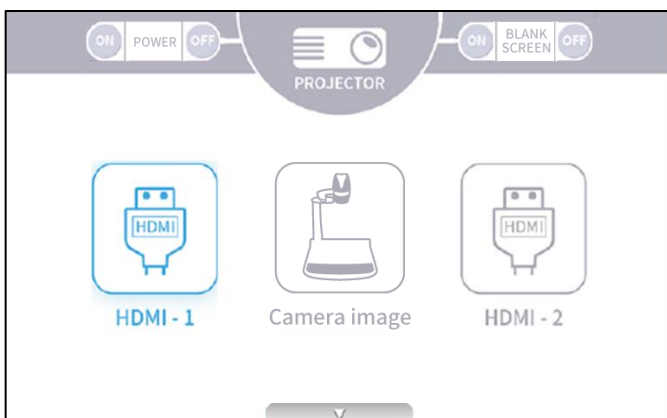 ON POWER OFF
ON BLANK SCREEN OFF
PROJECTOR
HDMI
HDMI
HDMI - 1
Camera image
HDMI - 2